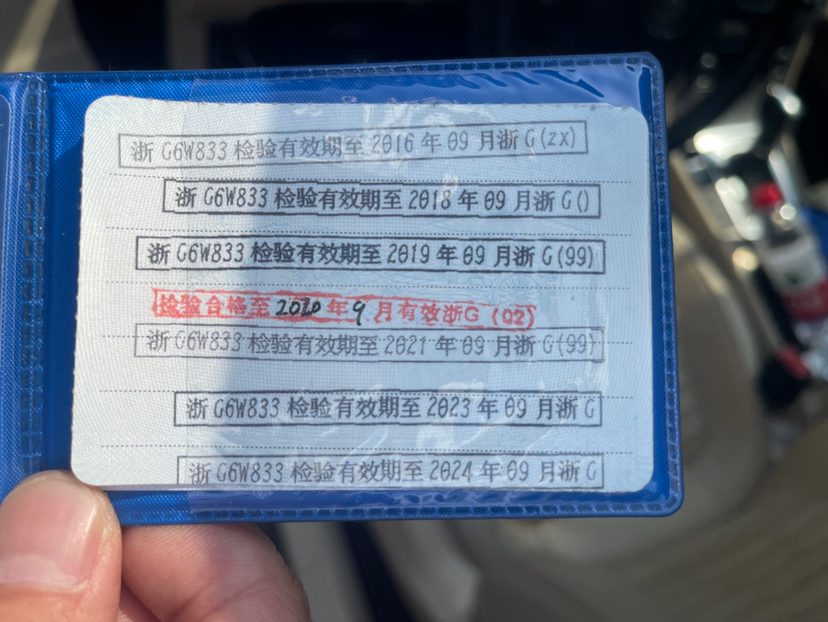 浙 G6W833 检验有效期至 2016 年 09 月浙 G(zx)
浙 G6W833 检验有效期至 2018 年 09 月浙 G()
浙 G6W833 检验有效期至 2019 年 09 月浙 G(99)
检验合格至 2020 年 9 月有效浙G (02)
浙 G6W833 检验有效期至 2021 年 09 月浙 G(99)
浙 G6W833 检验有效期至 2023 年 09 月浙 G
浙 G6W833 检验有效期至 2024 年 09 月浙 G